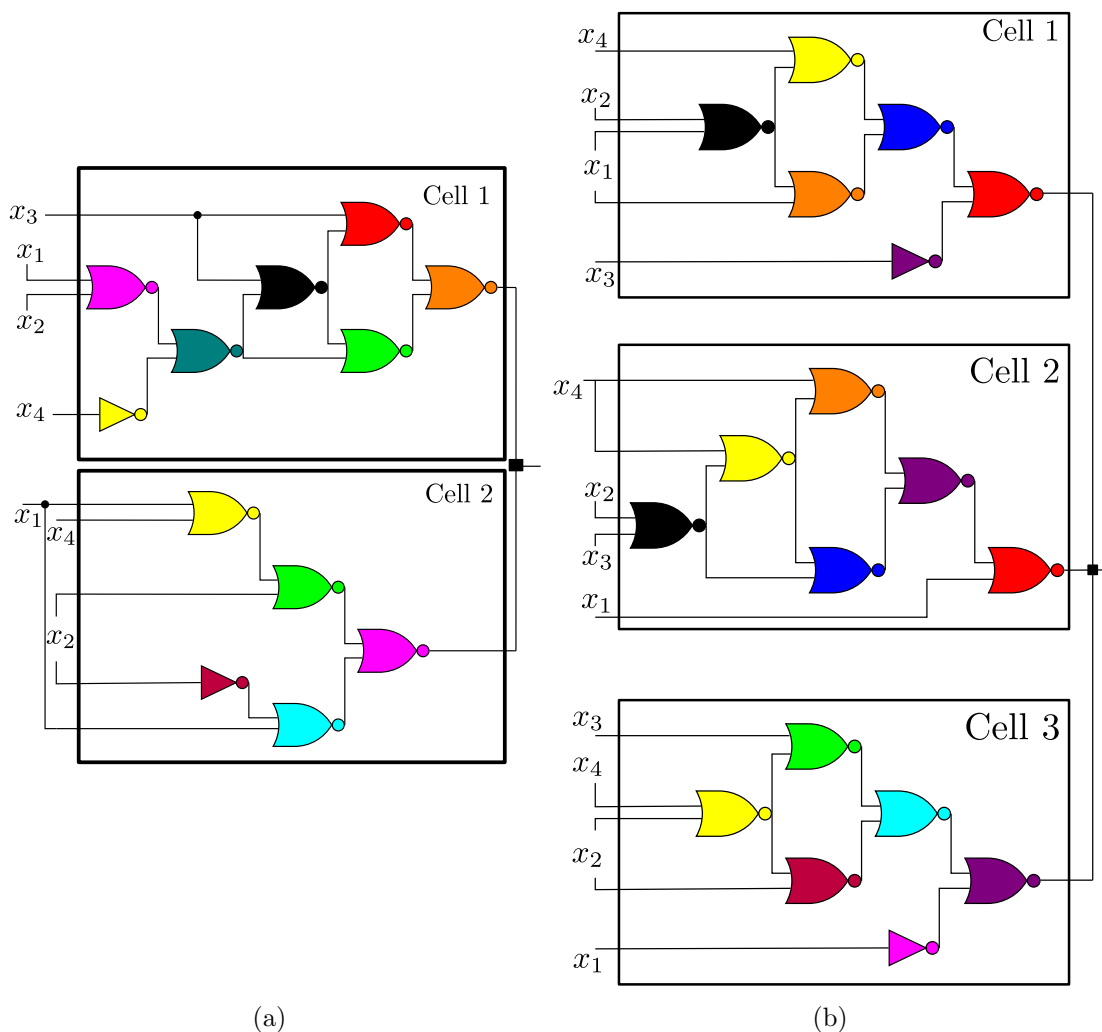 Cell 1
x₃
x₁
x₂
x₄
Cell 2
x₁
x₄
x₂
(a)
Cell 1
x₄
x₂
x₁
x₃
Cell 2
x₄
x₂
x₃
x₁
Cell 3
x₃
x₄
x₂
x₁
(b)